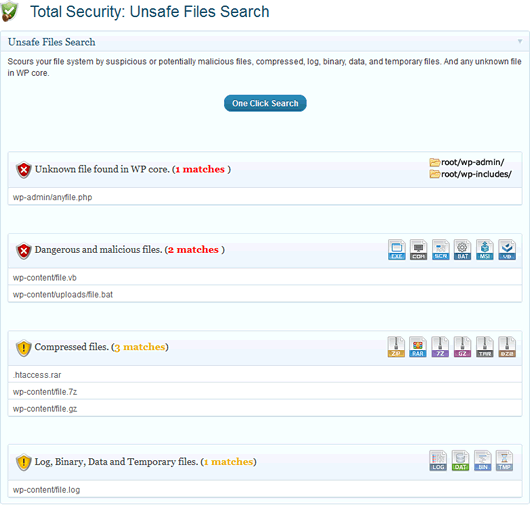 Total Security: Unsafe Files Search
Unsafe Files Search
Scours your file system by suspicious or potentially malicious files, compressed, log, binary, data, and temporary files. And any unknown file
in WP core.
One Click Search
Unknown file found in WP core. (1 matches )
root/wp-admin/
root/wp-includes/
wp-admin/anyfile.php
Dangerous and malicious files. (2 matches )
EXE COM SCR BAT MSI VB
wp-content/file.vb
wp-content/uploads/file.bat
Compressed files. (3 matches)
ZIP RAR 7Z GZ TAR BZIP
.htaccess.rar
wp-content/file.7z
wp-content/file.gz
Log, Binary, Data and Temporary files. (1 matches)
LOG DAT BIN TMP
wp-content/file.log